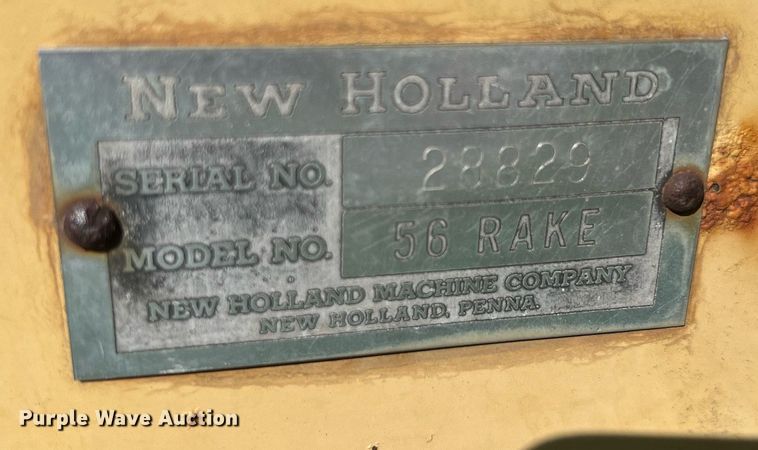 NEW HOLLAND
SERIAL NO. 28829
MODEL NO. 56 RAKE
NEW HOLLAND MACHINE COMPANY
NEW HOLLAND, PENNA.
Purple Wave Auction